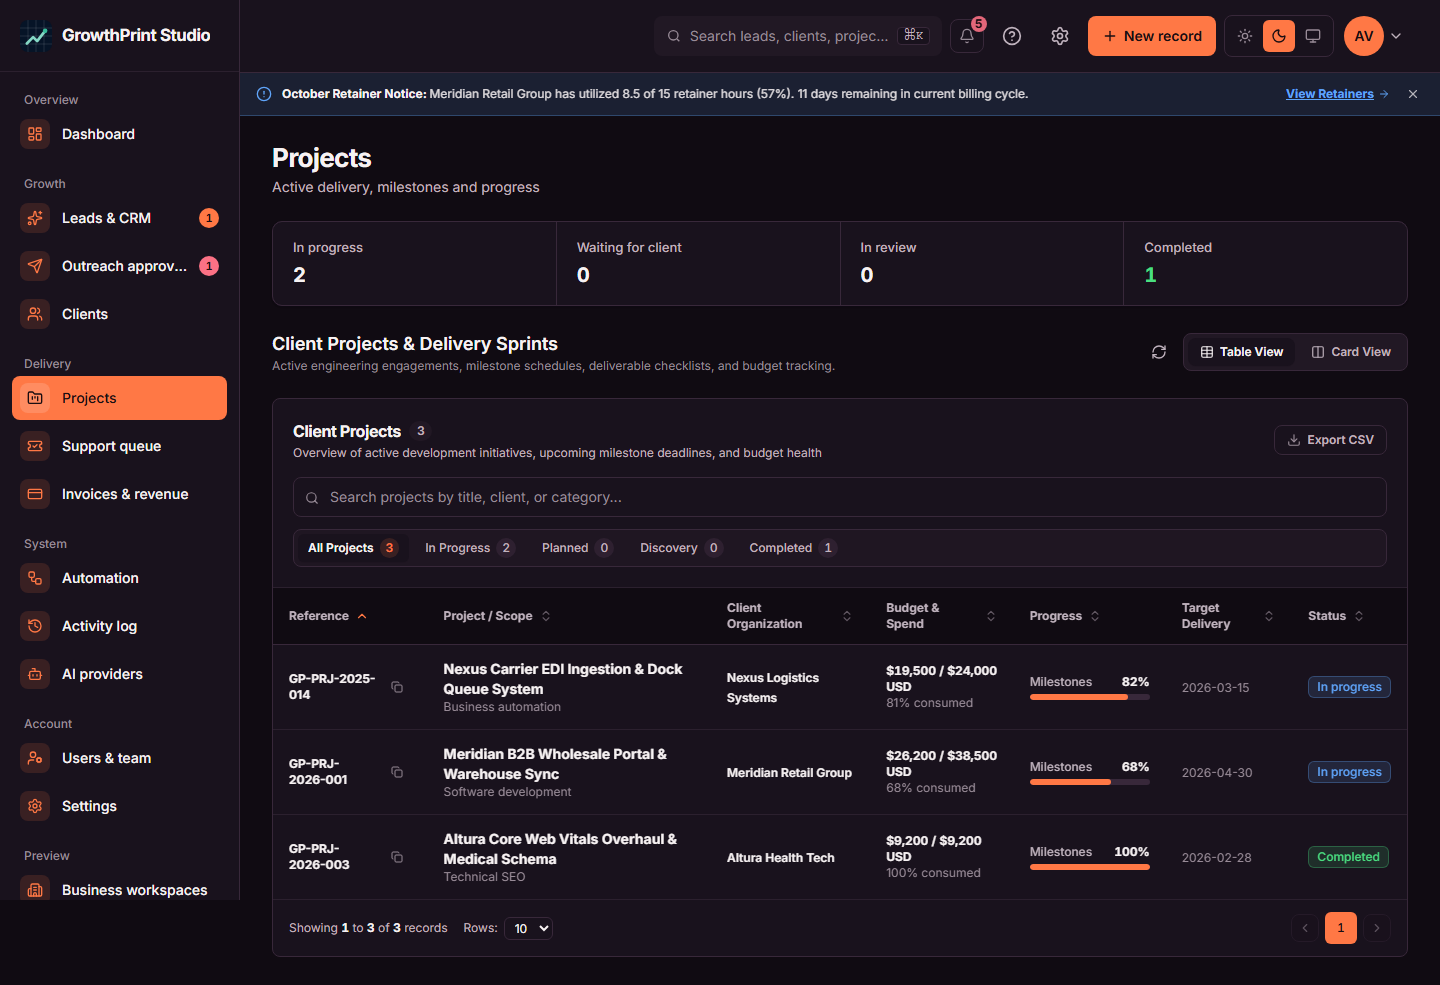 GrowthPrint Studio
Search leads, clients, projec...
⌘K
5
New record
AV
October Retainer Notice: Meridian Retail Group has utilized 8.5 of 15 retainer hours (57%). 11 days remaining in current billing cycle.
View Retainers
Overview
Dashboard
Growth
Leads & CRM
1
Outreach approv...
1
Clients
Delivery
Projects
Support queue
Invoices & revenue
System
Automation
Activity log
AI providers
Account
Users & team
Settings
Preview
Business workspaces
Projects
Active delivery, milestones and progress
In progress
2
Waiting for client
0
In review
0
Completed
1
Client Projects & Delivery Sprints
Active engineering engagements, milestone schedules, deliverable checklists, and budget tracking.
Table View
Card View
Client Projects 3
Overview of active development initiatives, upcoming milestone deadlines, and budget health
Export CSV
Search projects by title, client, or category...
All Projects 3
In Progress 2
Planned 0
Discovery 0
Completed 1
Reference
Project / Scope
Client
Organization
Budget &
Spend
Progress
Target
Delivery
Status
GP-PRJ-2025-
014
Nexus Carrier EDI Ingestion & Dock
Queue System
Business automation
Nexus Logistics
Systems
$19,500 / $24,000
USD
81% consumed
Milestones 82%
2026-03-15
In progress
GP-PRJ-
2026-001
Meridian B2B Wholesale Portal &
Warehouse Sync
Software development
Meridian Retail Group
$26,200 / $38,500
USD
68% consumed
Milestones 68%
2026-04-30
In progress
GP-PRJ-
2026-003
Altura Core Web Vitals Overhaul &
Medical Schema
Technical SEO
Altura Health Tech
$9,200 / $9,200
USD
100% consumed
Milestones 100%
2026-02-28
Completed
Showing 1 to 3 of 3 records
Rows: 10
1